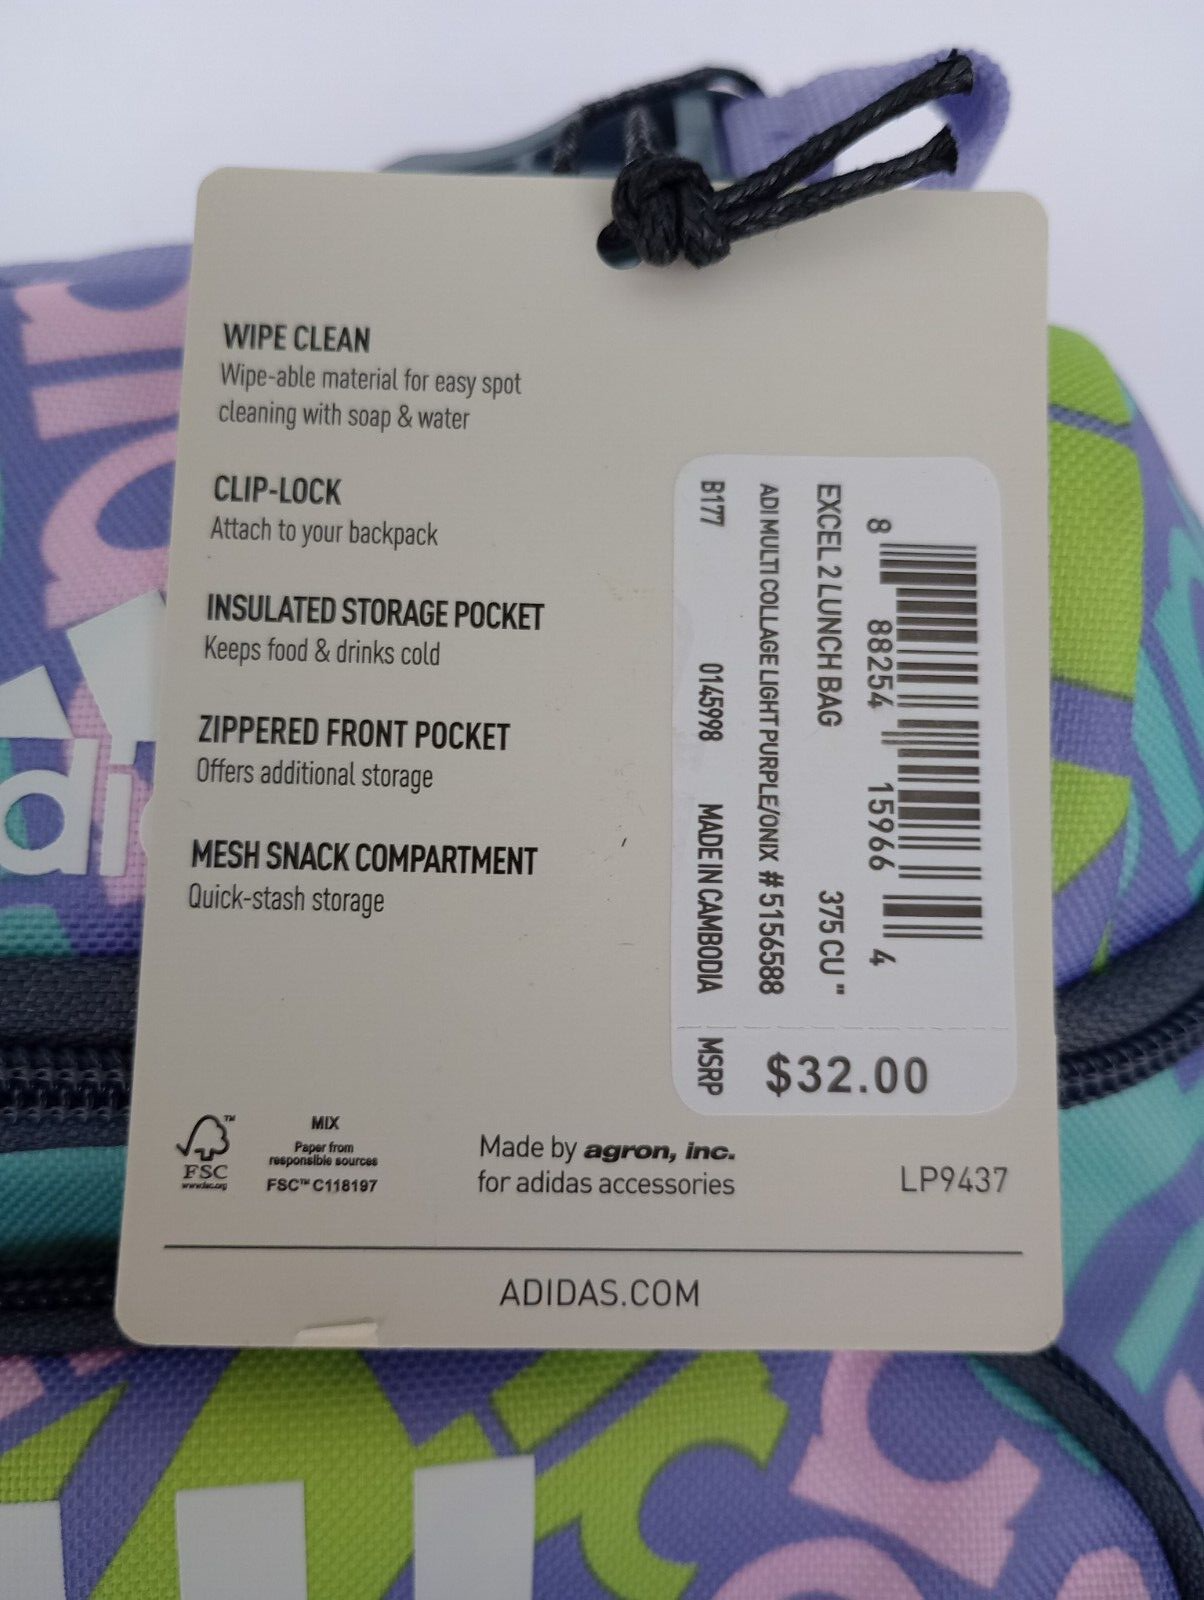 WIPE CLEAN
Wipe-able material for easy spot
cleaning with soap & water
CLIP-LOCK
Attach to your backpack
INSULATED STORAGE POCKET
Keeps food & drinks cold
ZIPPERED FRONT POCKET
Offers additional storage
MESH SNACK COMPARTMENT
Quick-stash storage
8 88254 15966 4
EXCEL 2 LUNCH BAG 375 CU "
ADI MULTI COLLAGE LIGHT PURPLE/ONIX # 5156588
B177 0145998 MADE IN CAMBODIA MSRP
$32.00
FSC™
www.fsc.org
MIX
Paper from
responsible sources
FSC™ C118197
Made by agron, inc.
for adidas accessories
LP9437
ADIDAS.COM